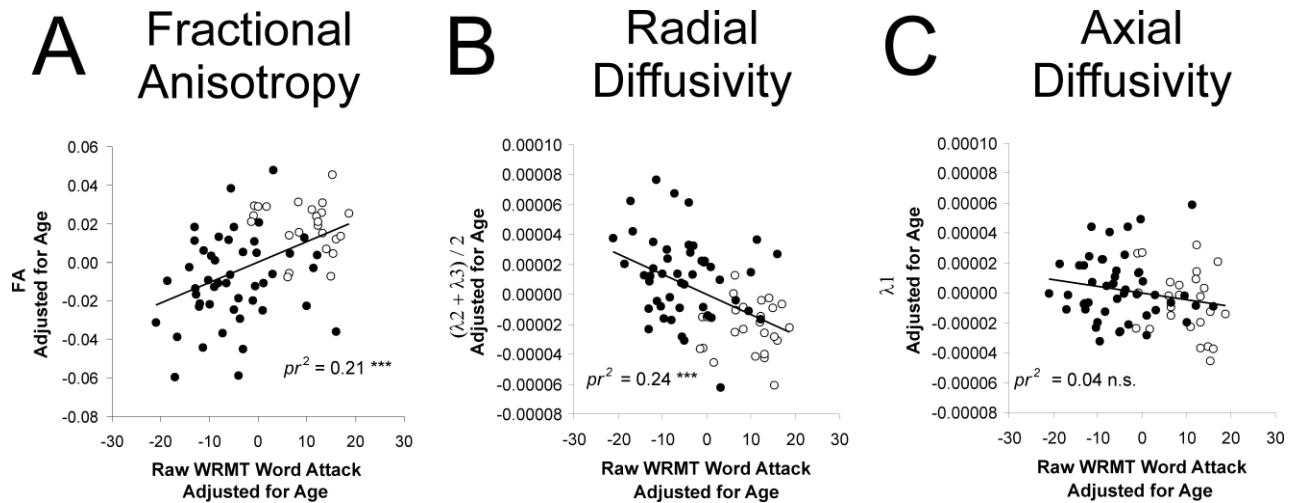 A Fractional
Anisotropy
0.06
0.04
0.02
0.00
-0.02
-0.04
-0.06
-0.08
FA
Adjusted for Age
pr² = 0.21 ***
-30 -20 -10 0 10 20 30
Raw WRMT Word Attack
Adjusted for Age
B Radial
Diffusivity
0.00010
0.00008
0.00006
0.00004
0.00002
0.00000
-0.00002
-0.00004
-0.00006
-0.00008
(λ2 + λ3) / 2
Adjusted for Age
pr² = 0.24 ***
-30 -20 -10 0 10 20 30
Raw WRMT Word Attack
Adjusted for Age
C Axial
Diffusivity
0.00010
0.00008
0.00006
0.00004
0.00002
0.00000
-0.00002
-0.00004
-0.00006
-0.00008
λ1
Adjusted for Age
pr² = 0.04 n.s.
-30 -20 -10 0 10 20 30
Raw WRMT Word Attack
Adjusted for Age